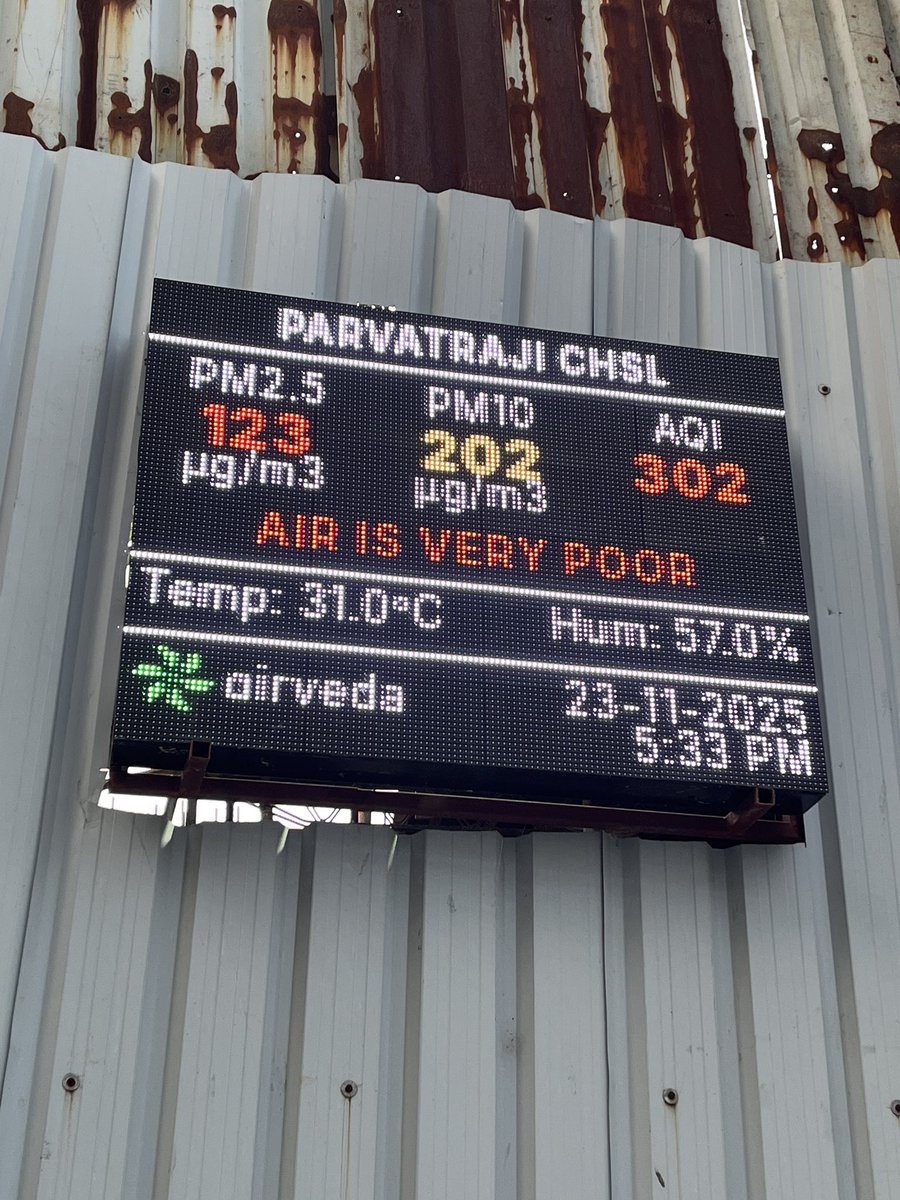 PARVATRAJI CHSL
PM2.5 PM10 AQI
123 202 302
µg/m3 µg/m3
AIR IS VERY POOR
Temp: 31.0°C Hum: 57.0%
airveda 23-11-2025
5:33 PM